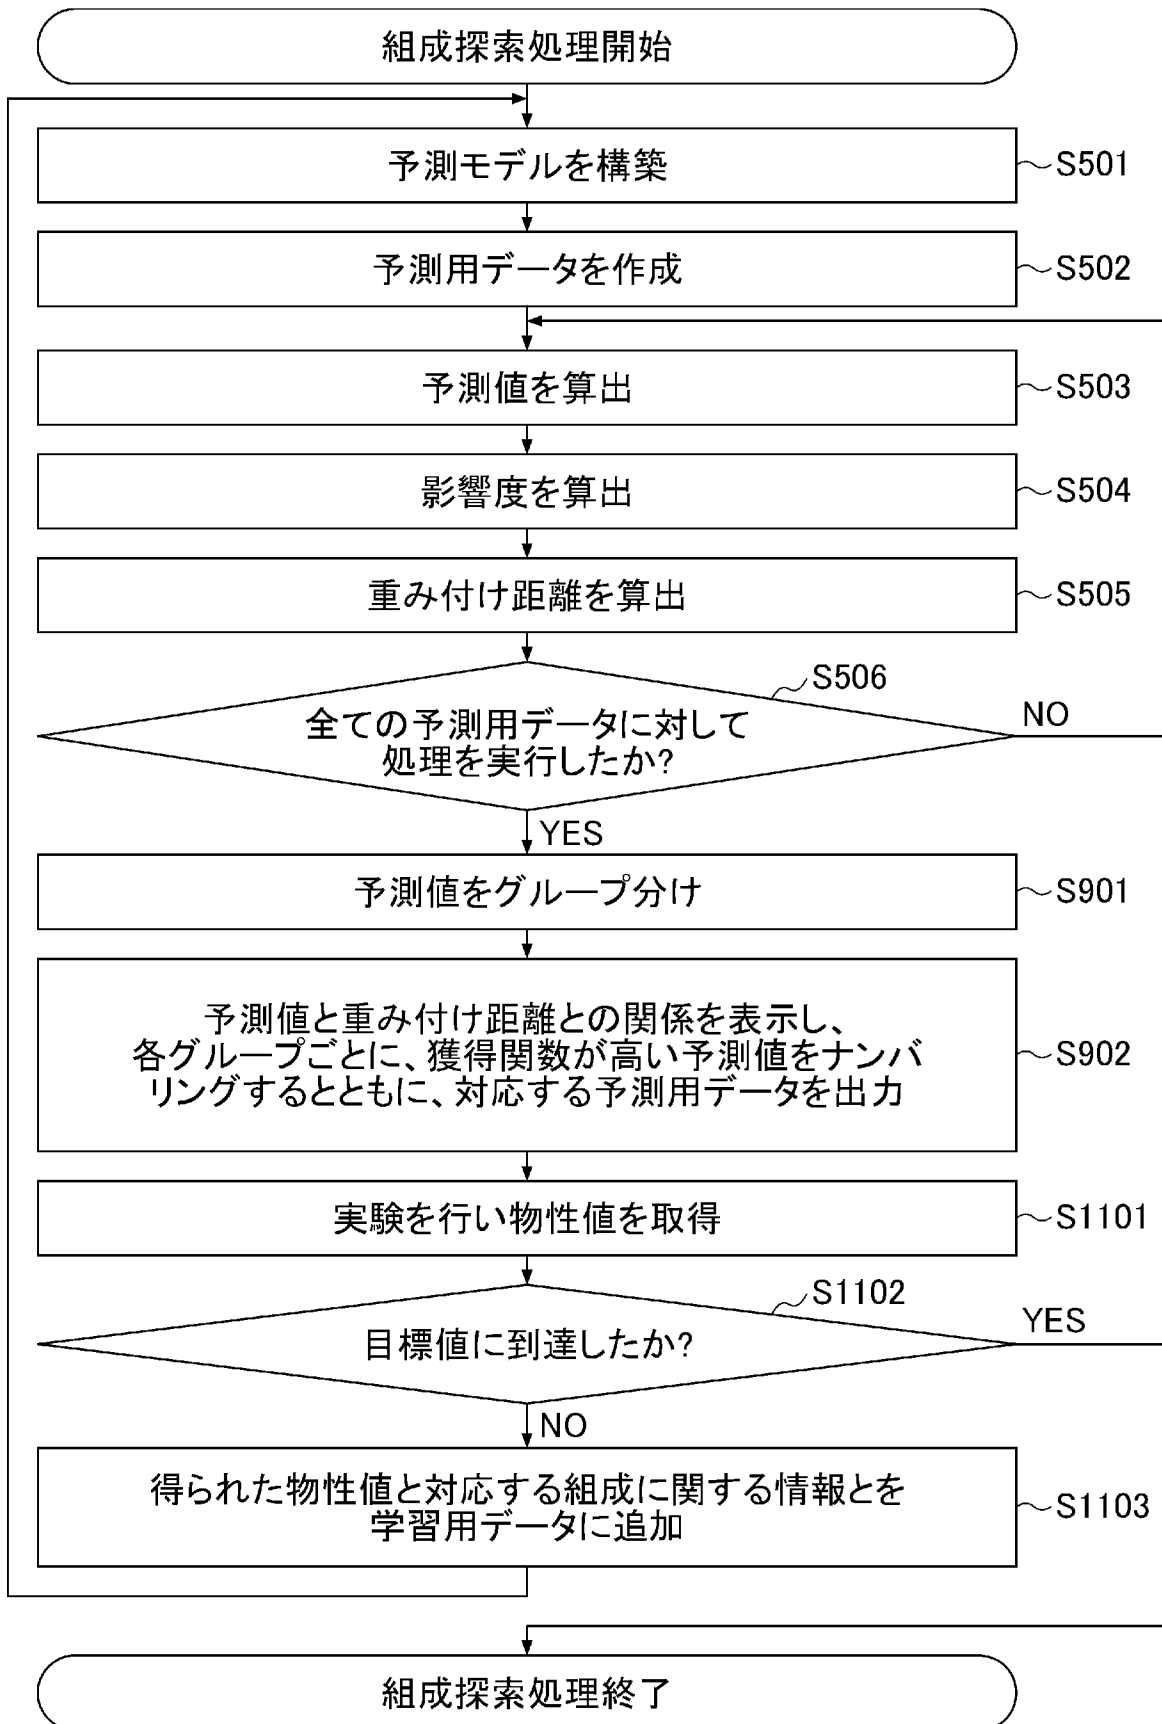 組成探索処理開始
予測モデルを構築
S501
予測用データを作成
S502
予測値を算出
S503
影響度を算出
S504
重み付け距離を算出
S505
S506
全ての予測用データに対して
処理を実行したか?
NO
YES
予測値をグループ分け
S901
予測値と重み付け距離との関係を表示し、
各グループごとに、獲得関数が高い予測値をナンバ
リングするとともに、対応する予測用データを出力
S902
実験を行い物性値を取得
S1101
S1102
目標値に到達したか?
YES
NO
得られた物性値と対応する組成に関する情報とを
学習用データに追加
S1103
組成探索処理終了